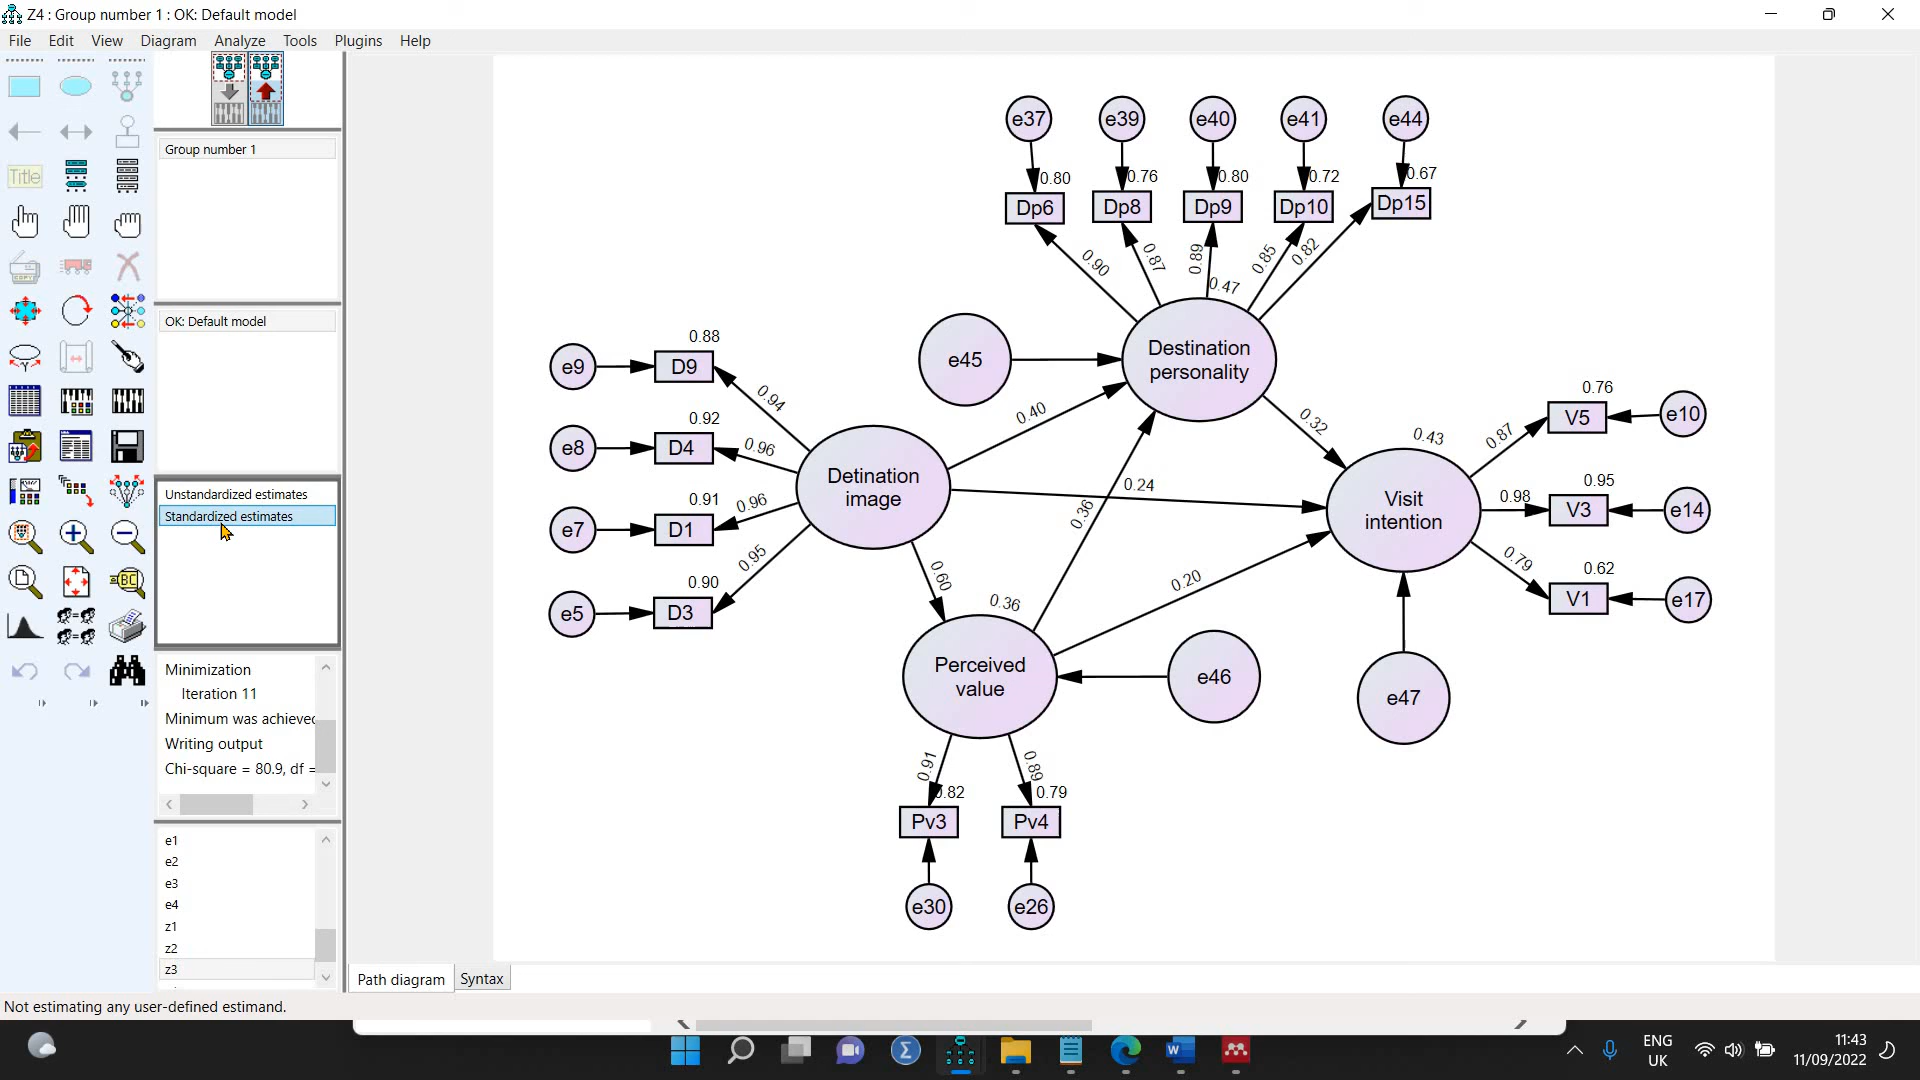 Z4 : Group number 1 : OK: Default model
File Edit View Diagram Analyze Tools Plugins Help
Title
Group number 1
OK: Default model
Unstandardized estimates
Standardized estimates
Minimization
Iteration 11
Minimum was achieved
Writing output
Chi-square = 80.9, df =
e1
e2
e3
e4
z1
z2
z3
e37 e39 e40 e41 e44
0.80 0.76 0.80 0.72 0.67
Dp6 Dp8 Dp9 Dp10 Dp15
0.90 0.87 0.89 0.85 0.82
0.47
e45
Destination
personality
0.88
e9 D9 0.94
0.92
e8 D4 0.96
0.91
e7 D1 0.96
0.90
e5 D3 0.95
Detination
image
0.40
0.24
0.36
0.60
0.20
0.32
0.43
Visit
intention
0.76
0.87 V5 e10
0.95
0.98 V3 e14
0.62
0.79 V1 e17
e47
0.36
Perceived
value
e46
0.91 0.89
0.82 0.79
Pv3 Pv4
e30 e26
Path diagram Syntax
Not estimating any user-defined estimand.
ENG
UK
11:43
11/09/2022